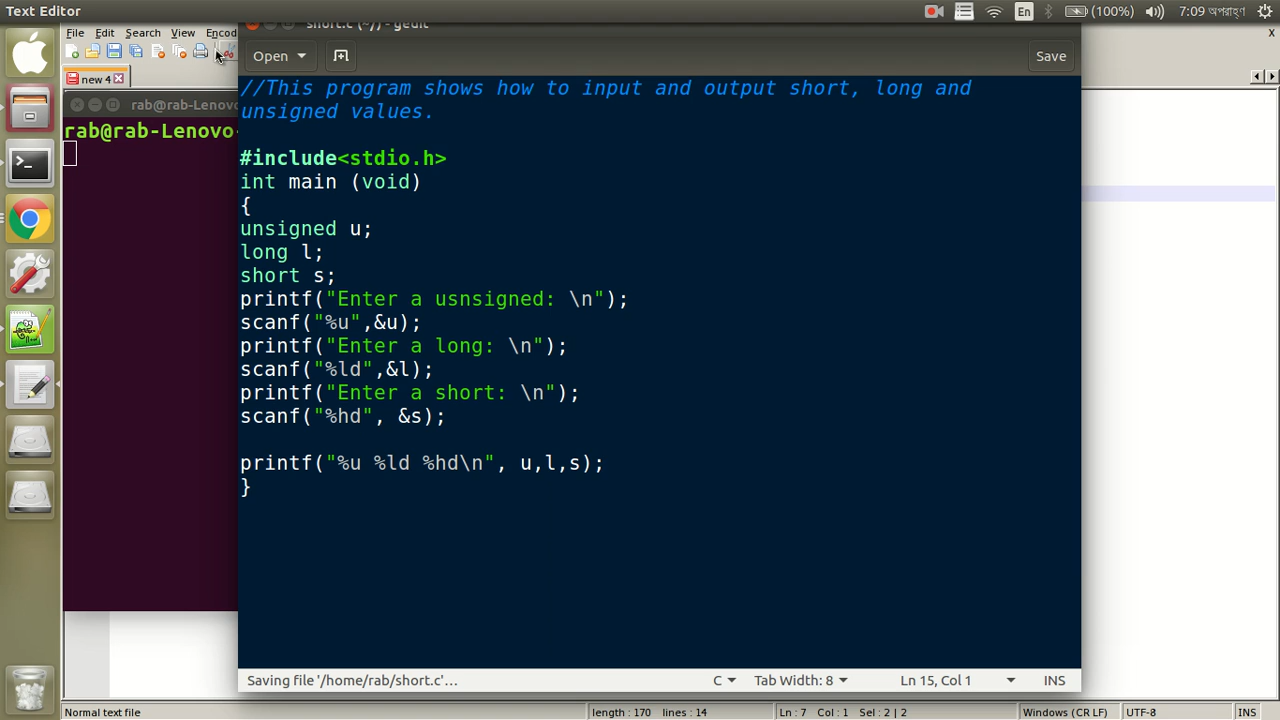 Text Editor
En
(100%)
7:09 অপরাহ্ণ
File Edit Search View Encod
X
new 4
rab@rab-Lenovo
rab@rab-Lenovo-
short.c (~/) - gedit
Open
Save
//This program shows how to input and output short, long and
unsigned values.
#include<stdio.h>
int main (void)
{
unsigned u;
long l;
short s;
printf("Enter a usnsigned: \n");
scanf("%u",&u);
printf("Enter a long: \n");
scanf("%ld",&l);
printf("Enter a short: \n");
scanf("%hd", &s);
printf("%u %ld %hd\n", u,l,s);
}
Saving file '/home/rab/short.c'...
C
Tab Width: 8
Ln 15, Col 1
INS
Normal text file
length : 170 lines : 14
Ln : 7 Col : 1 Sel : 2 | 2
Windows (CR LF)
UTF-8
INS